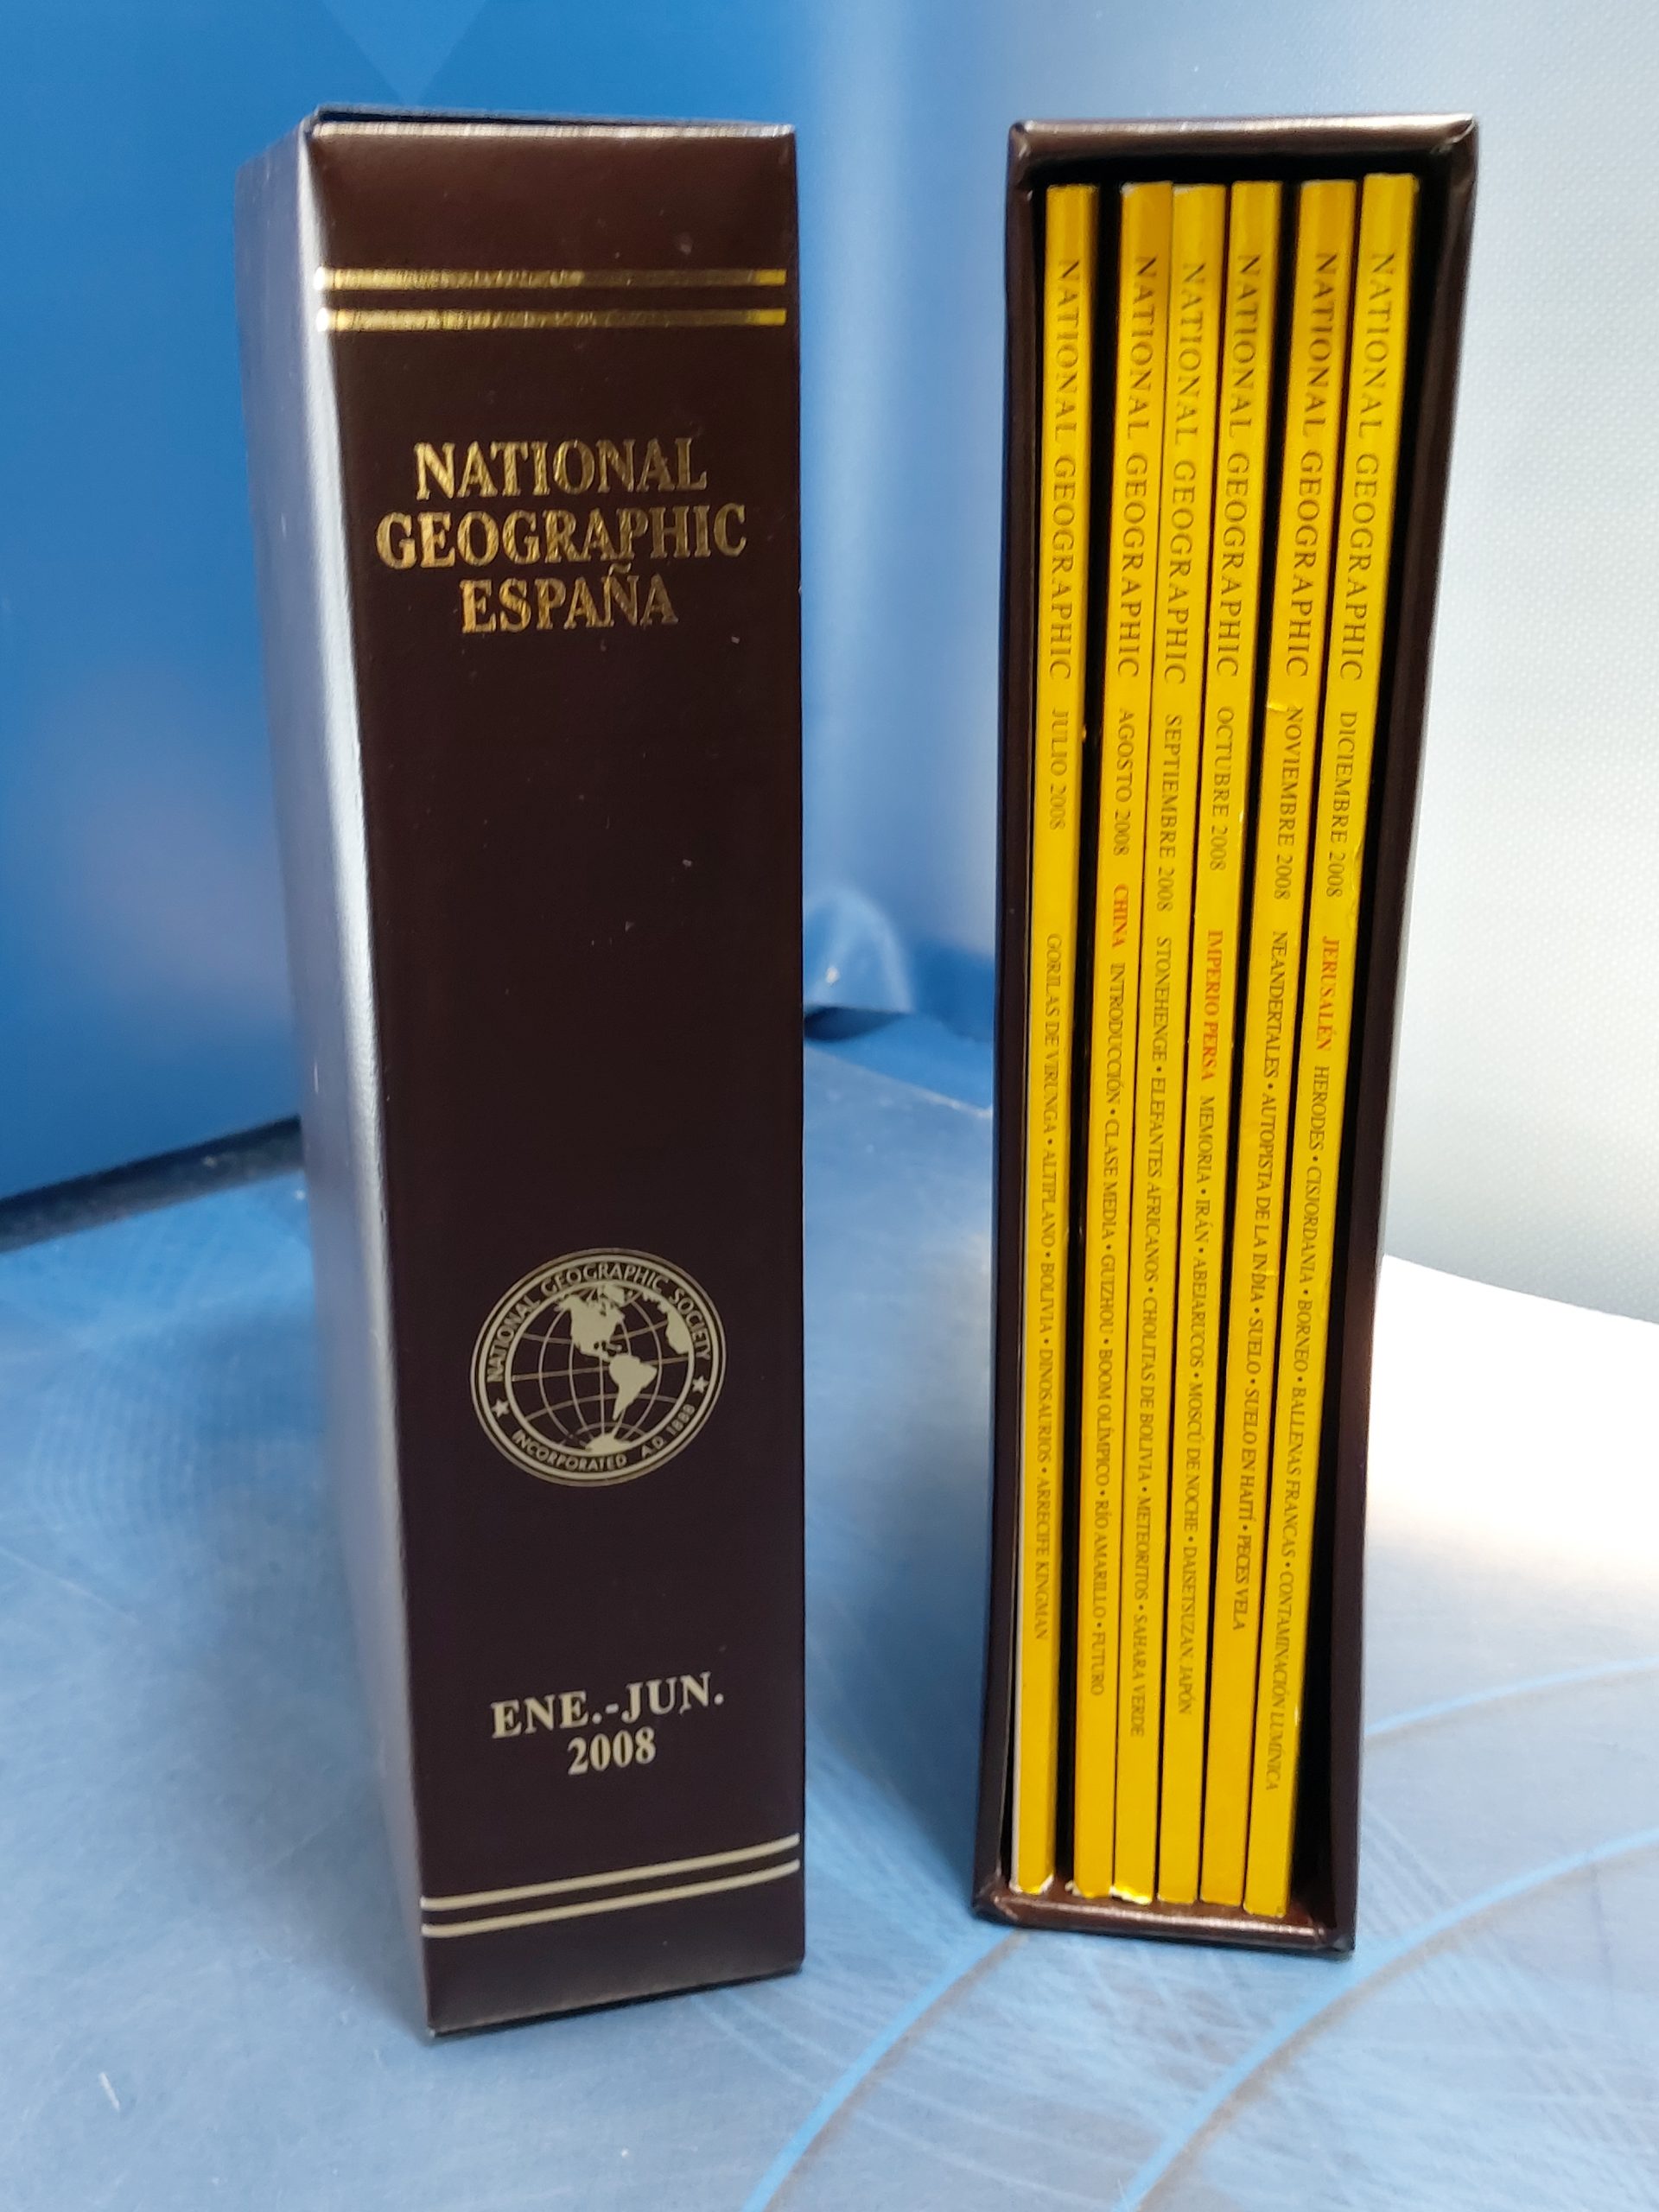 NATIONAL
GEOGRAPHIC
ESPAÑA
NATIONAL GEOGRAPHIC SOCIETY
INCORPORATED A.D. 1888
ENE.-JUN.
2008
NATIONAL GEOGRAPHIC JULIO 2008 GORILAS DE VIRUNGA • ALTIPLANO • BOLIVIA • DINOSAURIOS • ARRECIFE KINGMAN
NATIONAL GEOGRAPHIC AGOSTO 2008 CHINA INTRODUCCIÓN • CLASE MEDIA • GUIZHOU • BOOM OLÍMPICO • RÍO AMARILLO • FUTURO
NATIONAL GEOGRAPHIC SEPTIEMBRE 2008 STONEHENGE • ELEFANTES AFRICANOS • CHOLITAS DE BOLIVIA • METEORITOS • SAHARA VERDE
NATIONAL GEOGRAPHIC OCTUBRE 2008 IMPERIO PERSA MEMORIA • IRÁN • ABEJARUCOS • MOSCÚ DE NOCHE • DAISETSUZAN, JAPÓN
NATIONAL GEOGRAPHIC NOVIEMBRE 2008 NEANDERTALES • AUTOPISTA DE LA INDIA • SUELO • SUELO EN HAITÍ • PECES VELA
NATIONAL GEOGRAPHIC DICIEMBRE 2008 JERUSALÉN HERODES • CISJORDANIA • BORNEO • BALLENAS FRANCAS • CONTAMINACIÓN LUMÍNICA